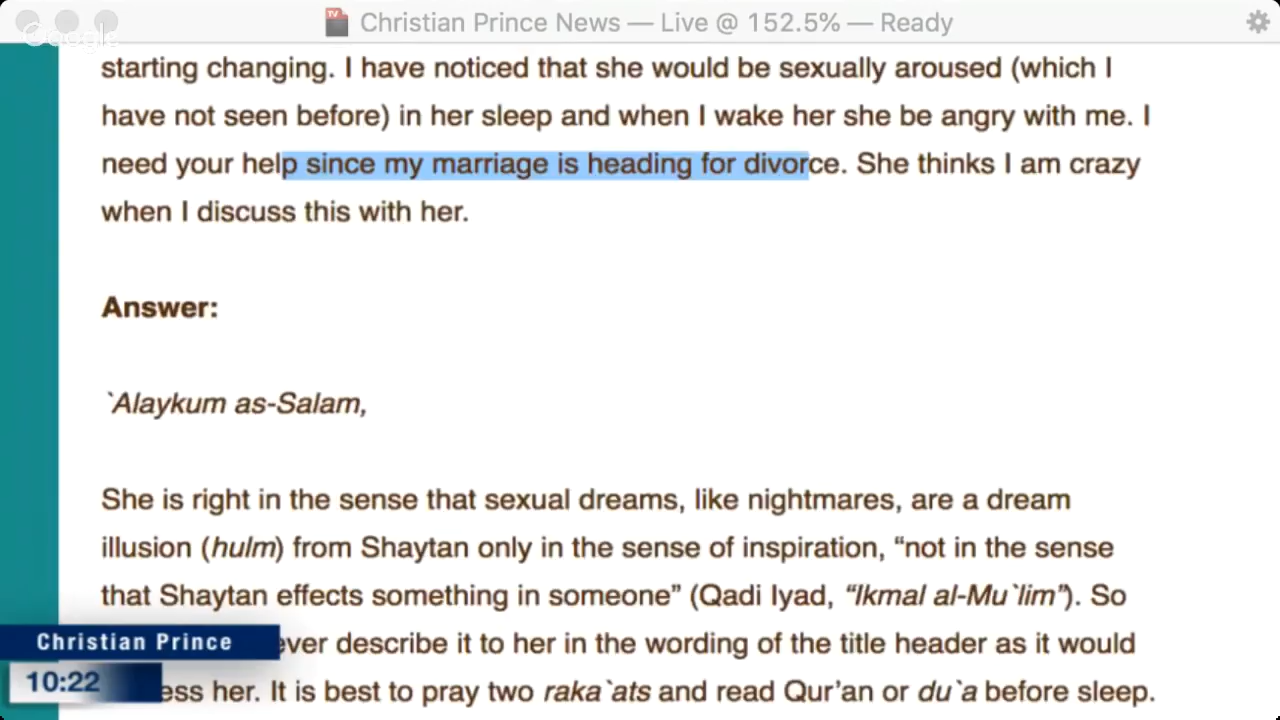 Google
Christian Prince News — Live @ 152.5% — Ready
starting changing. I have noticed that she would be sexually aroused (which I
have not seen before) in her sleep and when I wake her she be angry with me. I
need your help since my marriage is heading for divorce. She thinks I am crazy
when I discuss this with her.
Answer:
`Alaykum as-Salam,
She is right in the sense that sexual dreams, like nightmares, are a dream
illusion (hulm) from Shaytan only in the sense of inspiration, “not in the sense
that Shaytan effects something in someone” (Qadi Iyad, “Ikmal al-Mu`lim”). So
ever describe it to her in the wording of the title header as it would
ess her. It is best to pray two raka`ats and read Qur’an or du`a before sleep.
Christian Prince
10:22